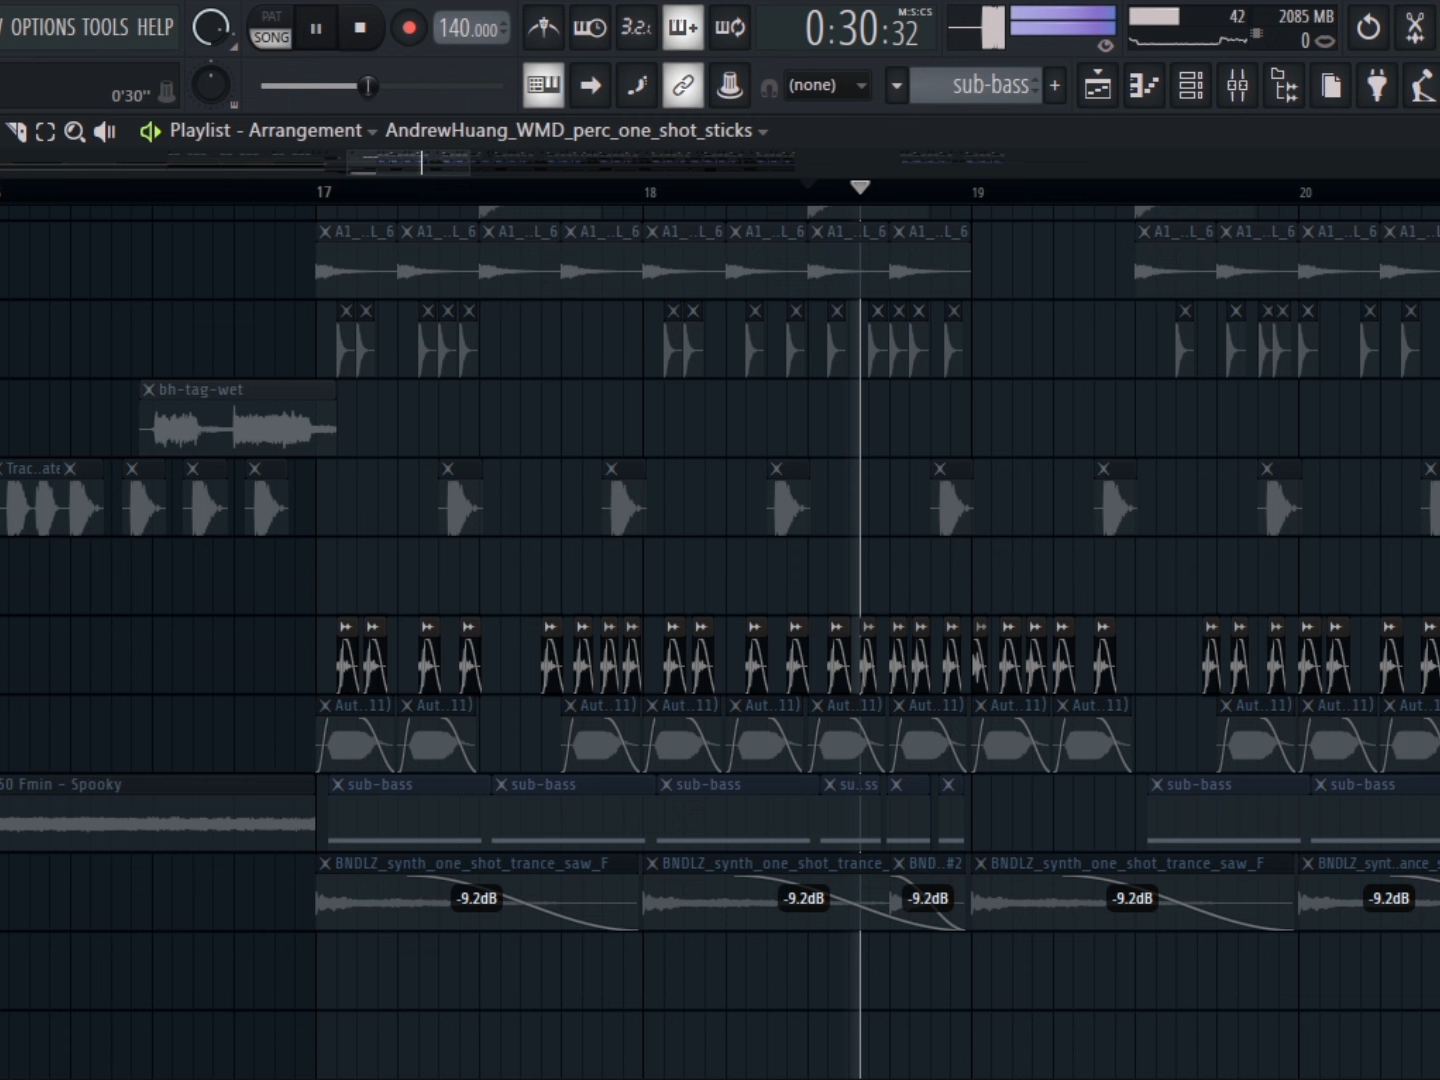 OPTIONS TOOLS HELP
PAT
SONG
140.000
3.2.
0:30:32
M:S:CS
42
2085 MB
0
0'30''
(none)
sub-bass
Playlist - Arrangement
AndrewHuang_WMD_perc_one_shot_sticks
17 18 19 20
A1_..L_6 A1_..L_6 A1_..L_6 A1_..L_6 A1_..L_6 A1_..L_6 A1_..L_6 A1_..L_6 A1_..L_6 A1_..L_6 A1_..L_6
bh-tag-wet
Trac..ate
Aut..11) Aut..11) Aut..11) Aut..11) Aut..11) Aut..11) Aut..11) Aut..11) Aut..11) Aut..11) Aut..11) Aut..1
50 Fmin - Spooky sub-bass sub-bass sub-bass su..ss sub-bass sub-bass
BNDLZ_synth_one_shot_trance_saw_F BNDLZ_synth_one_shot_trance_ BND..#2 BNDLZ_synth_one_shot_trance_saw_F BNDLZ_synt..ance_s
-9.2dB -9.2dB -9.2dB -9.2dB -9.2dB